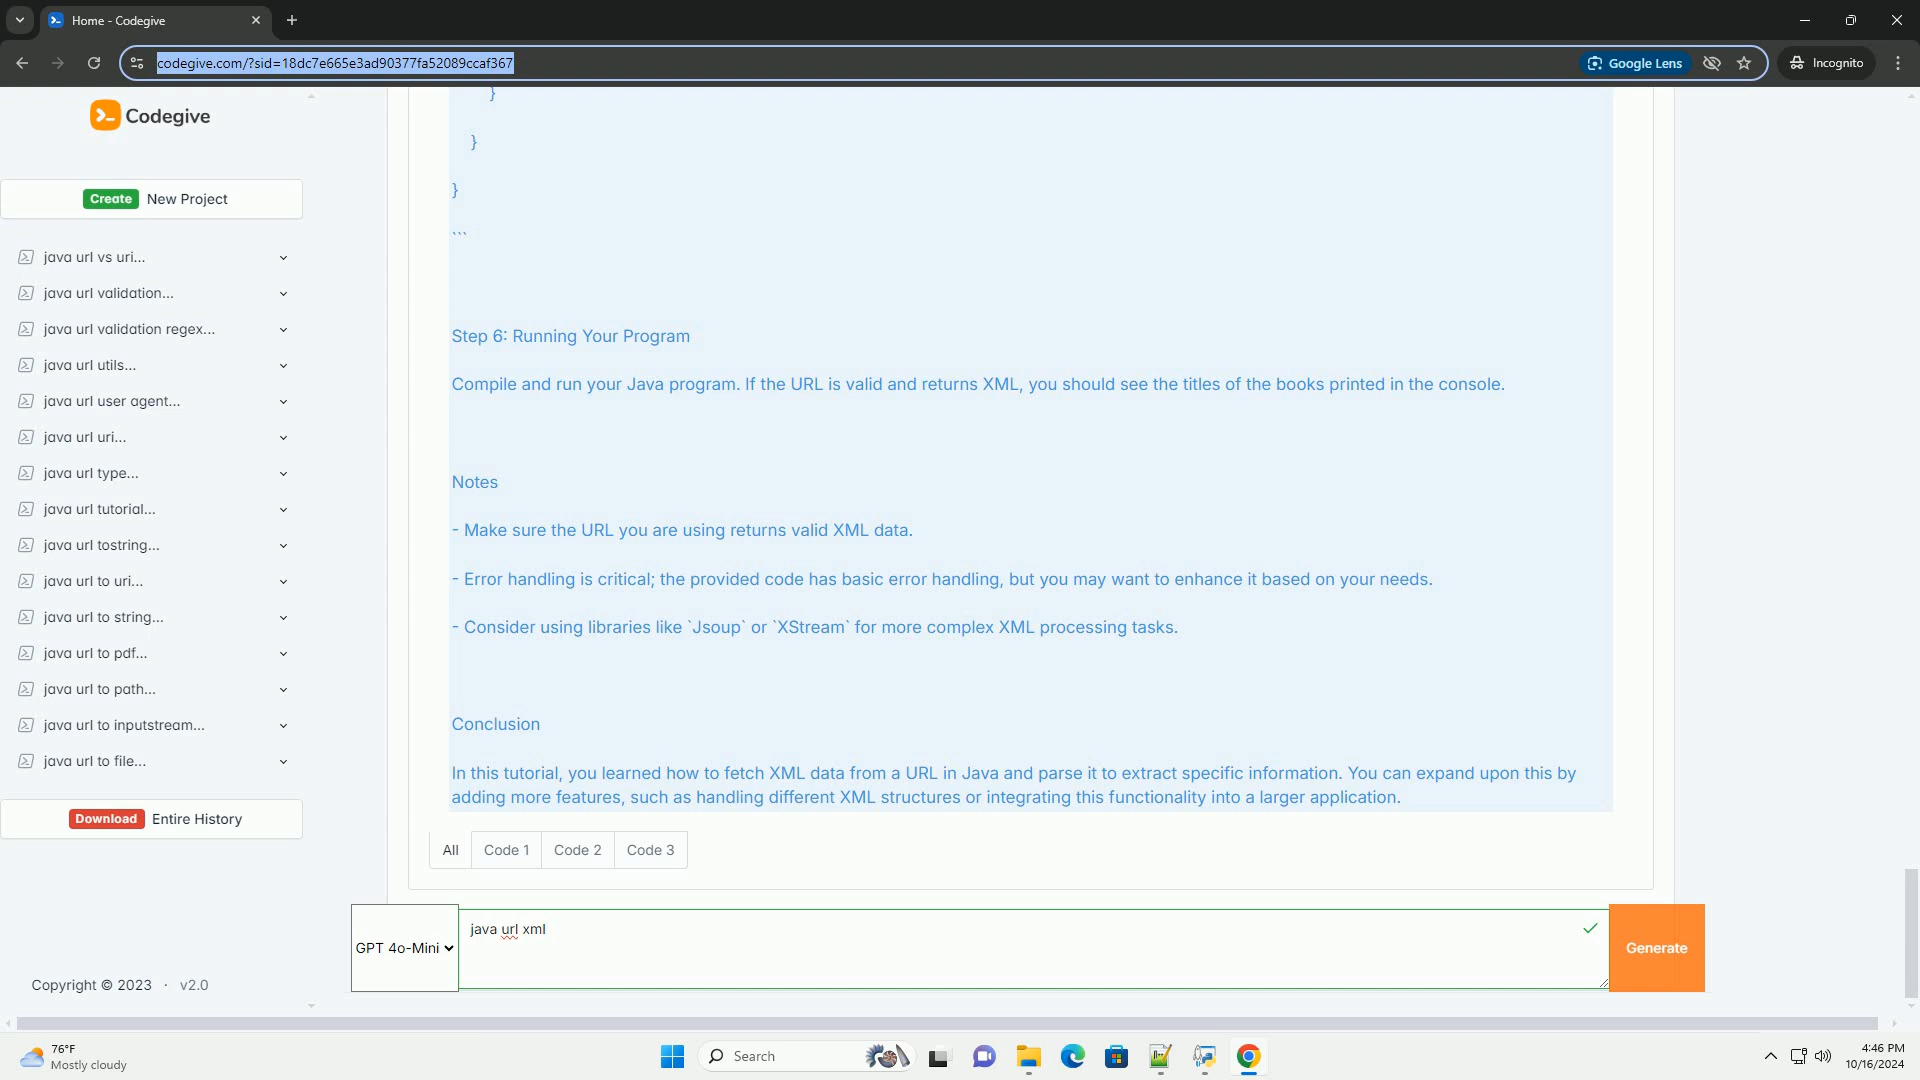 Home - Codegive
codegive.com/?sid=18dc7e665e3ad90377fa52089ccaf367
Google Lens
Incognito
Codegive
Create New Project
java url vs uri...
java url validation...
java url validation regex...
java url utils...
java url user agent...
java url uri...
java url type...
java url tutorial...
java url tostring...
java url to uri...
java url to string...
java url to pdf...
java url to path...
java url to inputstream...
java url to file...
Download Entire History
Copyright © 2023 · v2.0
}
}
}
```
Step 6: Running Your Program
Compile and run your Java program. If the URL is valid and returns XML, you should see the titles of the books printed in the console.
Notes
- Make sure the URL you are using returns valid XML data.
- Error handling is critical; the provided code has basic error handling, but you may want to enhance it based on your needs.
- Consider using libraries like `Jsoup` or `XStream` for more complex XML processing tasks.
Conclusion
In this tutorial, you learned how to fetch XML data from a URL in Java and parse it to extract specific information. You can expand upon this by
adding more features, such as handling different XML structures or integrating this functionality into a larger application.
All Code 1 Code 2 Code 3
GPT 4o-Mini
java url xml
Generate
76°F
Mostly cloudy
Search
4:46 PM
10/16/2024